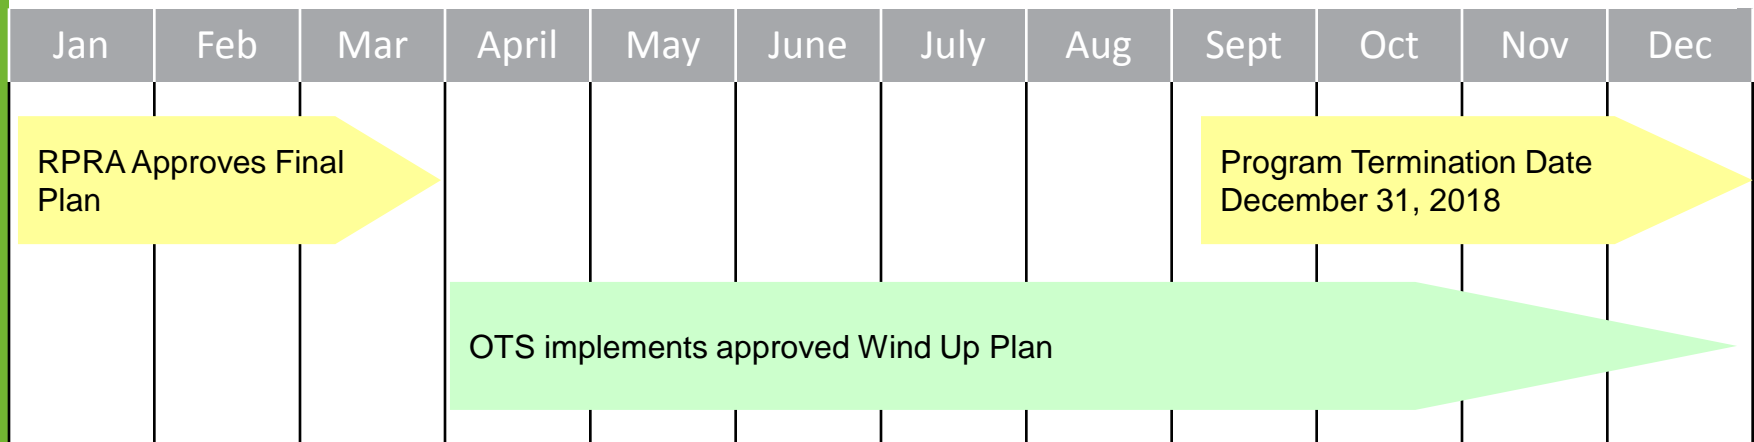 Jan Feb Mar April May June July Aug Sept Oct Nov Dec
RPRA Approves Final
Plan
Program Termination Date
December 31, 2018
OTS implements approved Wind Up Plan